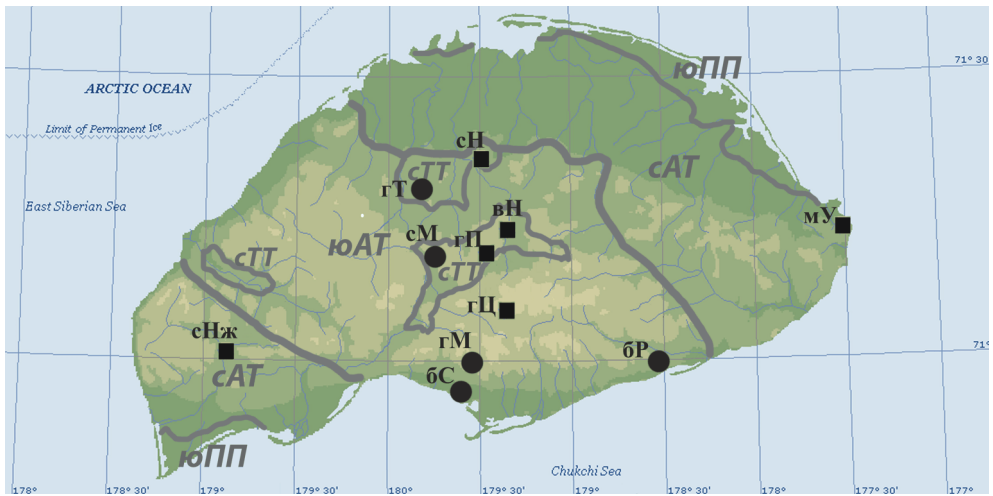 71° 30
юПП
ARCTIC OCEAN
Limit of Permanent Ice
сН
сТТ
сАТ
гТ
East Siberian Sea
вН
мУ
сМ
гП
юАТ
сТТ
сТТ
гЦ
сНж
гМ
бР
71°
сАТ
бС
юПП
Chukchi Sea
178° 178° 30' 179° 179° 30' 180° 179° 30' 179° 178° 30' 178° 177° 30' 177°